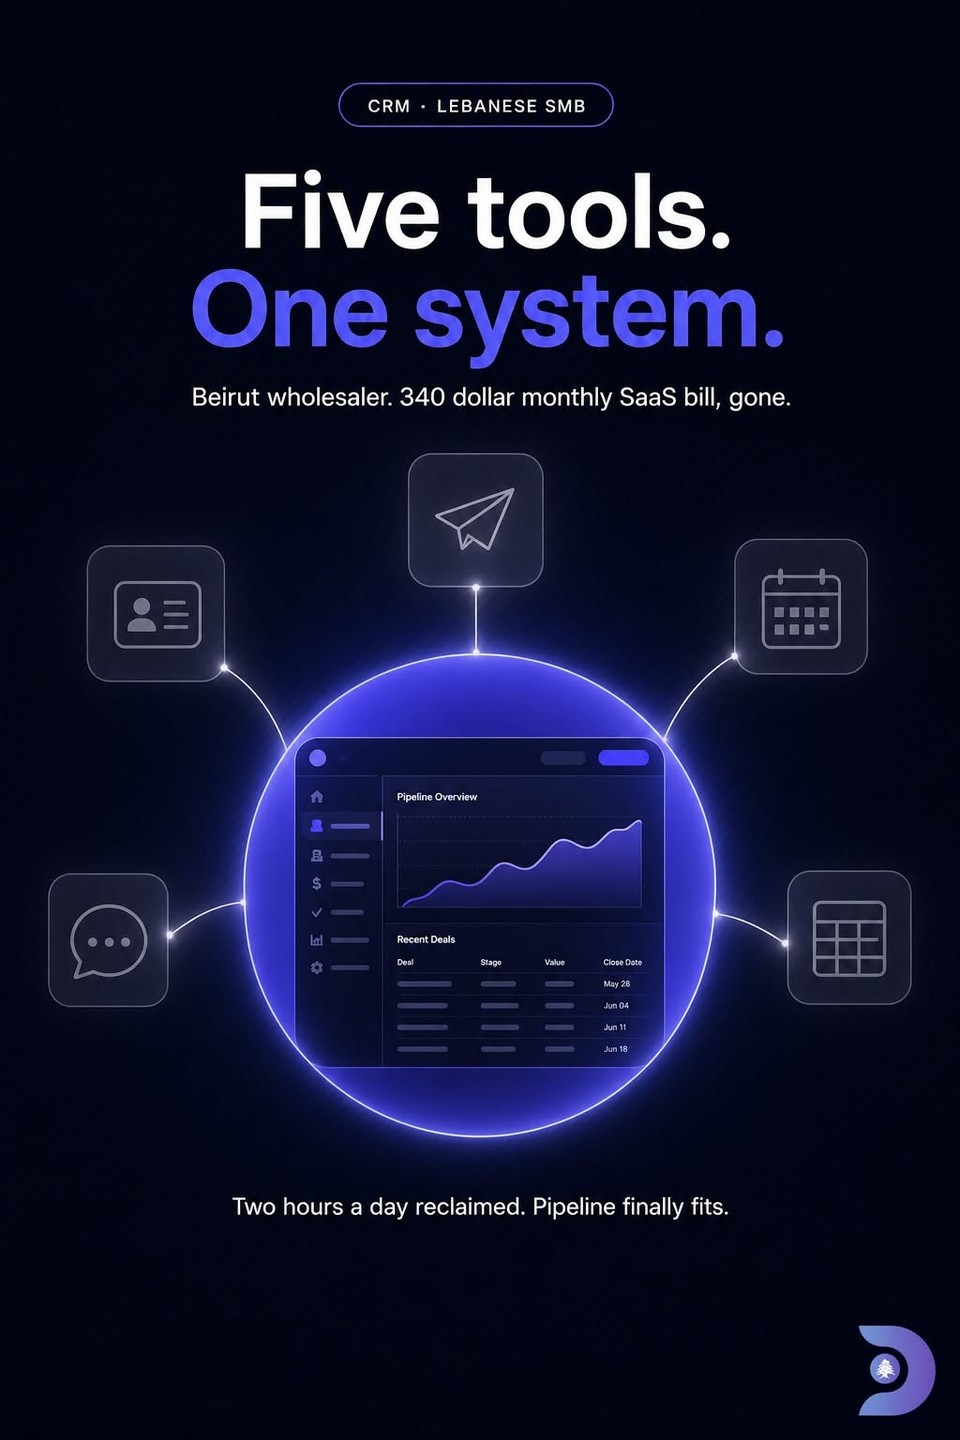 CRM · LEBANESE SMB
Five tools.
One system.
Beirut wholesaler. 340 dollar monthly SaaS bill, gone.
Pipeline Overview
Recent Deals
Deal Stage Value Close Date
May 28
Jun 04
Jun 11
Jun 18
Two hours a day reclaimed. Pipeline finally fits.